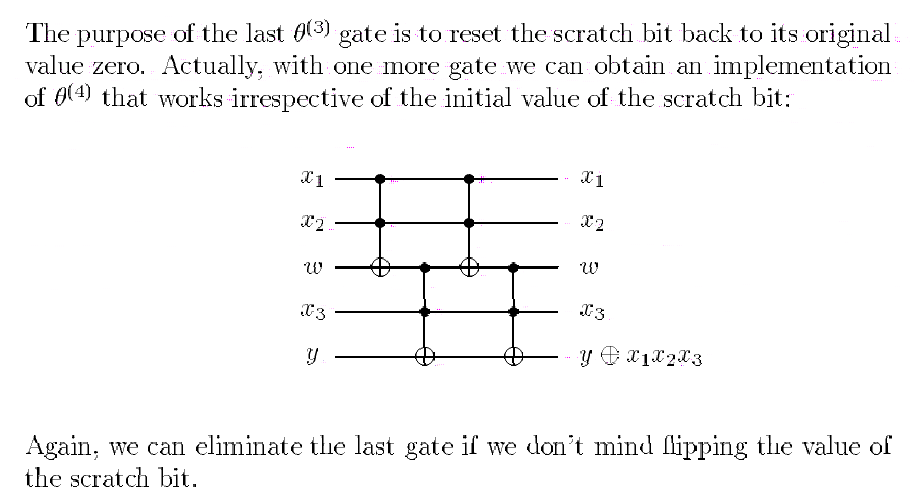 The purpose of the last θ⁽³⁾ gate is to reset the scratch bit back to its original
value zero. Actually, with one more gate we can obtain an implementation
of θ⁽⁴⁾ that works irrespective of the initial value of the scratch bit:
x₁ x₁
x₂ x₂
w w
x₃ x₃
y y ⊕ x₁x₂x₃
Again, we can eliminate the last gate if we don't mind flipping the value of
the scratch bit.